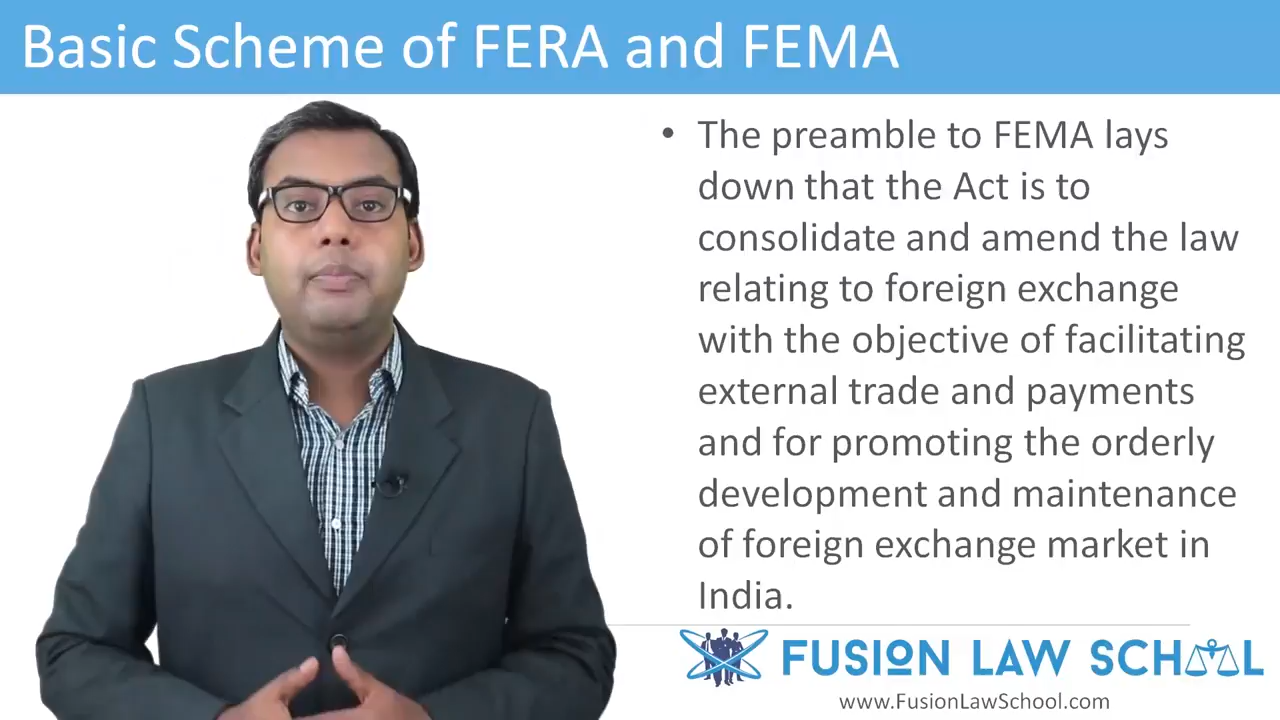 Basic Scheme of FERA and FEMA
• The preamble to FEMA lays
down that the Act is to
consolidate and amend the law
relating to foreign exchange
with the objective of facilitating
external trade and payments
and for promoting the orderly
development and maintenance
of foreign exchange market in
India.
FUSION LAW SCHOOL
www.FusionLawSchool.com